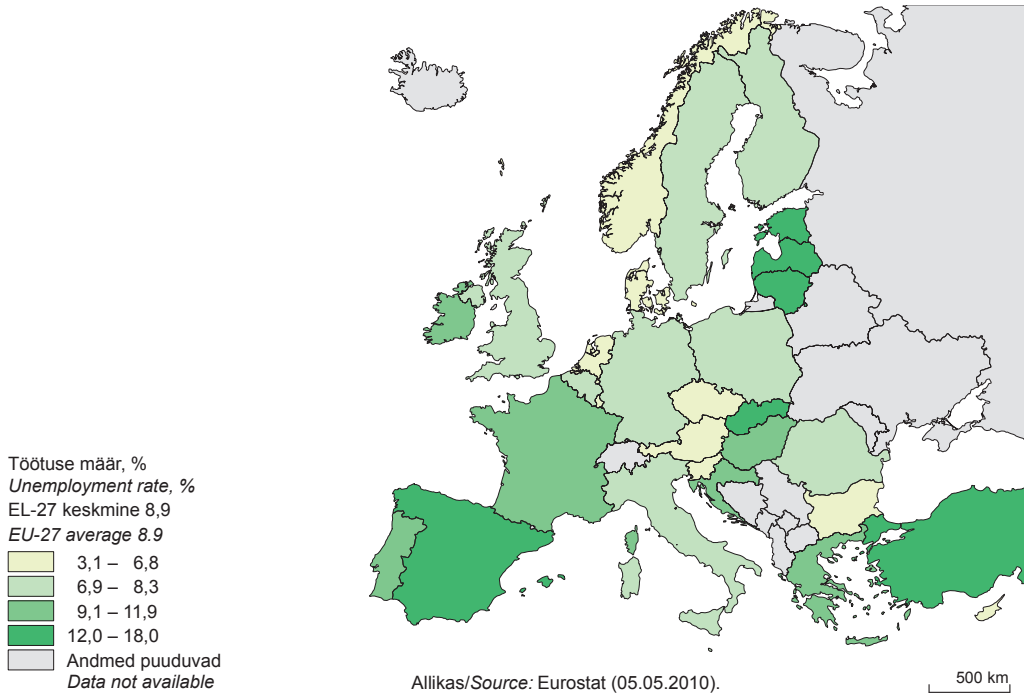 Töötuse määr, %
Unemployment rate, %
EL-27 keskmine 8,9
EU-27 average 8.9
3,1 – 6,8
6,9 – 8,3
9,1 – 11,9
12,0 – 18,0
Andmed puuduvad
Data not available
Allikas/Source: Eurostat (05.05.2010).
500 km